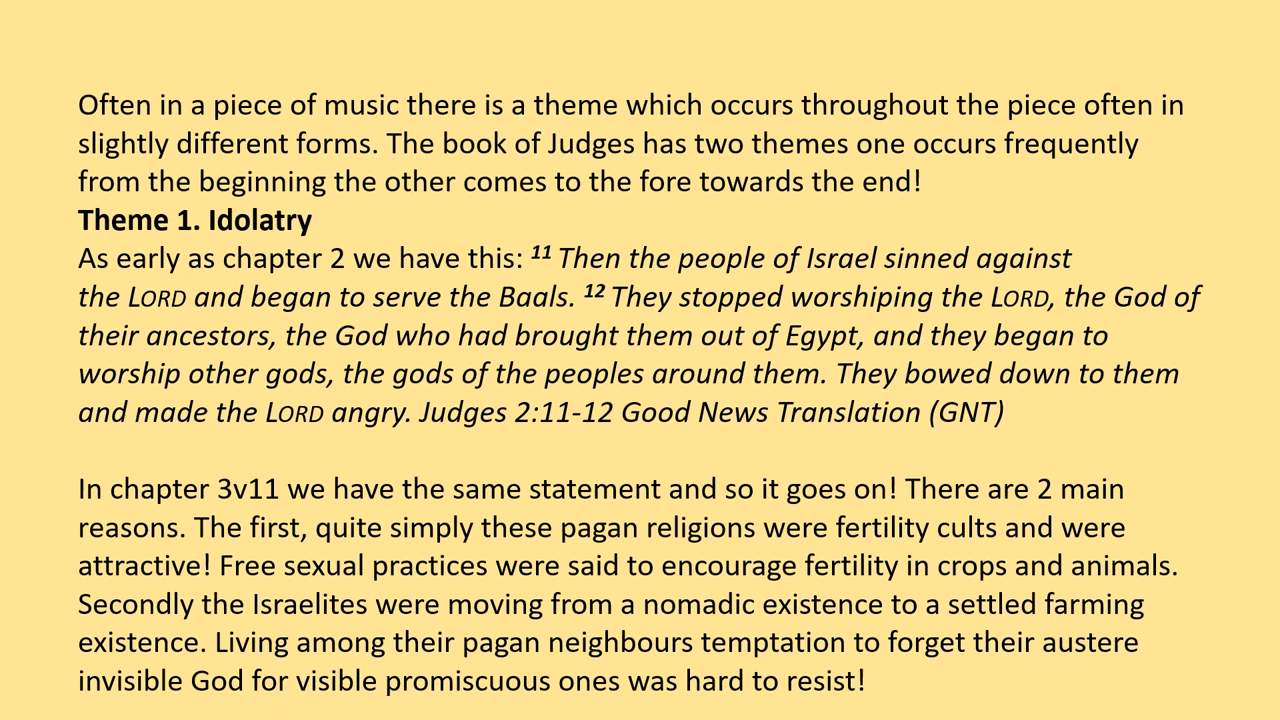 Often in a piece of music there is a theme which occurs throughout the piece often in
slightly different forms. The book of Judges has two themes one occurs frequently
from the beginning the other comes to the fore towards the end!
Theme 1. Idolatry
As early as chapter 2 we have this: 11 Then the people of Israel sinned against
the LORD and began to serve the Baals. 12 They stopped worshiping the LORD, the God of
their ancestors, the God who had brought them out of Egypt, and they began to
worship other gods, the gods of the peoples around them. They bowed down to them
and made the LORD angry. Judges 2:11-12 Good News Translation (GNT)
In chapter 3v11 we have the same statement and so it goes on! There are 2 main
reasons. The first, quite simply these pagan religions were fertility cults and were
attractive! Free sexual practices were said to encourage fertility in crops and animals.
Secondly the Israelites were moving from a nomadic existence to a settled farming
existence. Living among their pagan neighbours temptation to forget their austere
invisible God for visible promiscuous ones was hard to resist!